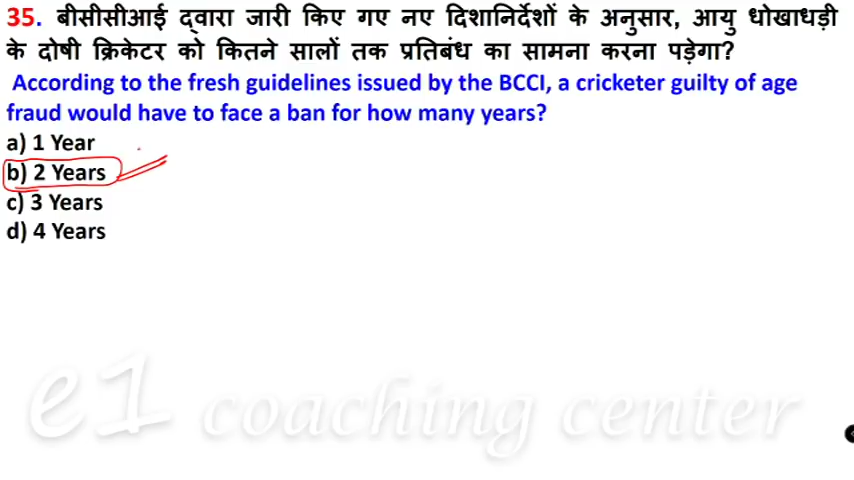 35. बीसीसीआई द्वारा जारी किए गए नए दिशानिर्देशों के अनुसार, आयु धोखाधड़ी
के दोषी क्रिकेटर को कितने सालों तक प्रतिबंध का सामना करना पड़ेगा?
According to the fresh guidelines issued by the BCCI, a cricketer guilty of age
fraud would have to face a ban for how many years?
a) 1 Year
b) 2 Years
c) 3 Years
d) 4 Years
e1 coaching center